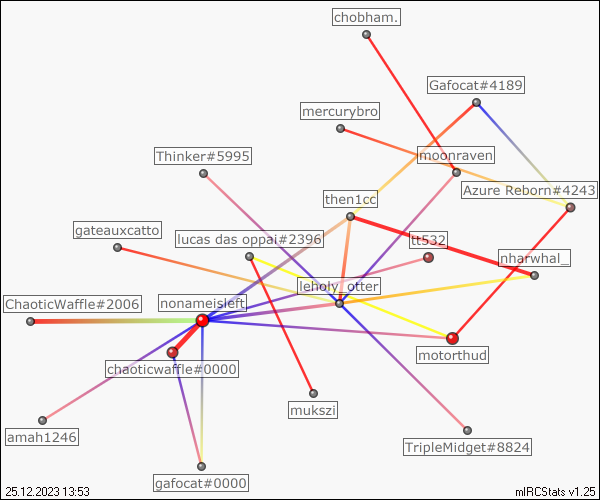 chobham.
Gafocat#4189
mercurybro
moonraven
Thinker#5995
Azure Reborn#4243
then1cc
gateauxcatto
lucas das oppai#2396
tt532
nharwhal_
leholy_otter
ChaoticWaffle#2006
nonameisleft
motorthud
chaoticwaffle#0000
mukszi
amah1246
TripleMidget#8824
gafocat#0000
25.12.2023 13:53
mIRCStats v1.25